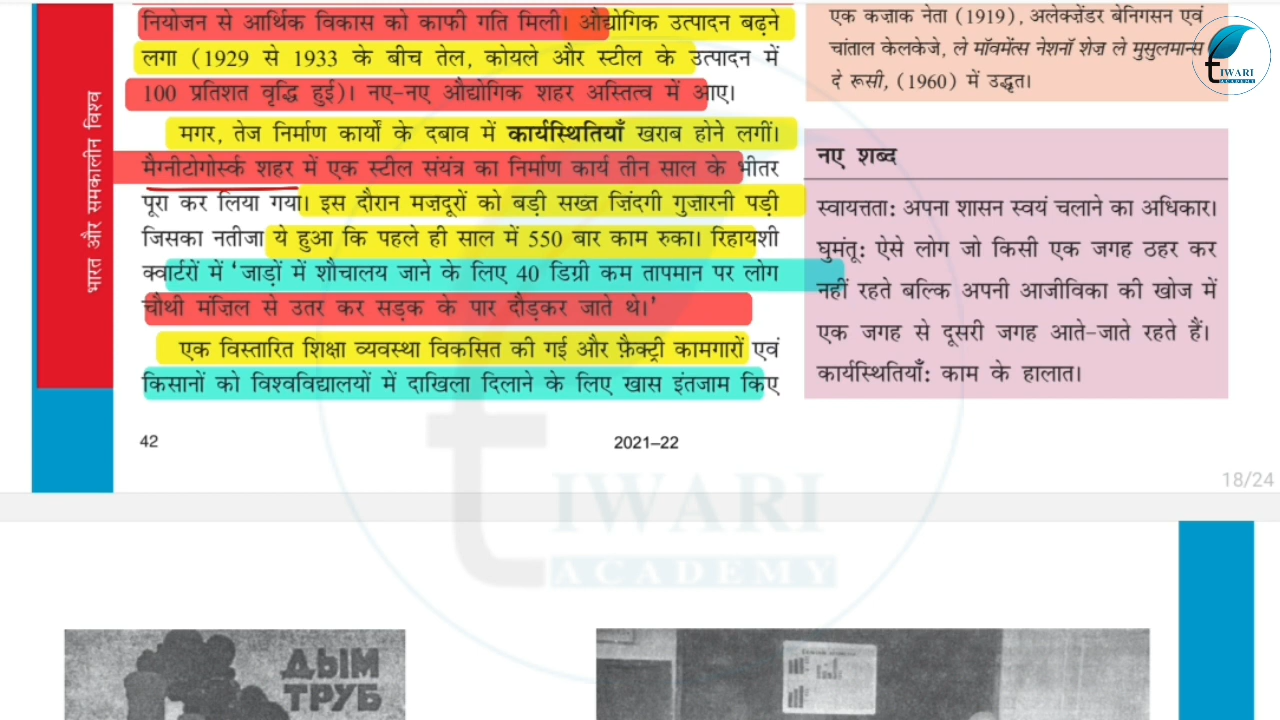 नियोजन से आर्थिक विकास को काफी गति मिली। औद्योगिक उत्पादन बढ़ने
लगा (1929 से 1933 के बीच तेल, कोयले और स्टील के उत्पादन में
100 प्रतिशत वृद्धि हुई)। नए-नए औद्योगिक शहर अस्तित्व में आए।
मगर, तेज निर्माण कार्यों के दबाव में कार्यस्थितियाँ खराब होने लगीं।
मैग्नीटोगोर्स्क शहर में एक स्टील संयंत्र का निर्माण कार्य तीन साल के भीतर
पूरा कर लिया गया। इस दौरान मज़दूरों को बड़ी सख्त ज़िंदगी गुज़ारनी पड़ी
जिसका नतीजा ये हुआ कि पहले ही साल में 550 बार काम रुका। रिहायशी
क्वार्टरों में ‘जाड़ों में शौचालय जाने के लिए 40 डिग्री कम तापमान पर लोग
चौथी मंज़िल से उतर कर सड़क के पार दौड़कर जाते थे।’
एक विस्तारित शिक्षा व्यवस्था विकसित की गई और फ़ैक्ट्री कामगारों एवं
किसानों को विश्वविद्यालयों में दाखिला दिलाने के लिए खास इंतजाम किए
42
2021–22
भारत और समकालीन विश्व
एक कज़ाक नेता (1919), अलेक्ज़ेंडर बेनिगसन एवं
चांताल केलकेजे, ले मॉवमेंत्स नेशनॉ शेज़ ले मुसुलमान्स
दे रूसी, (1960) में उद्धृत।
नए शब्द
स्वायत्तता: अपना शासन स्वयं चलाने का अधिकार।
घुमंतू: ऐसे लोग जो किसी एक जगह ठहर कर
नहीं रहते बल्कि अपनी आजीविका की खोज में
एक जगह से दूसरी जगह आते-जाते रहते हैं।
कार्यस्थितियाँ: काम के हालात।
tIWARI
ACADEMY
18/24
tIWARI
ACADEMY
ДЫМ
ТРУБ